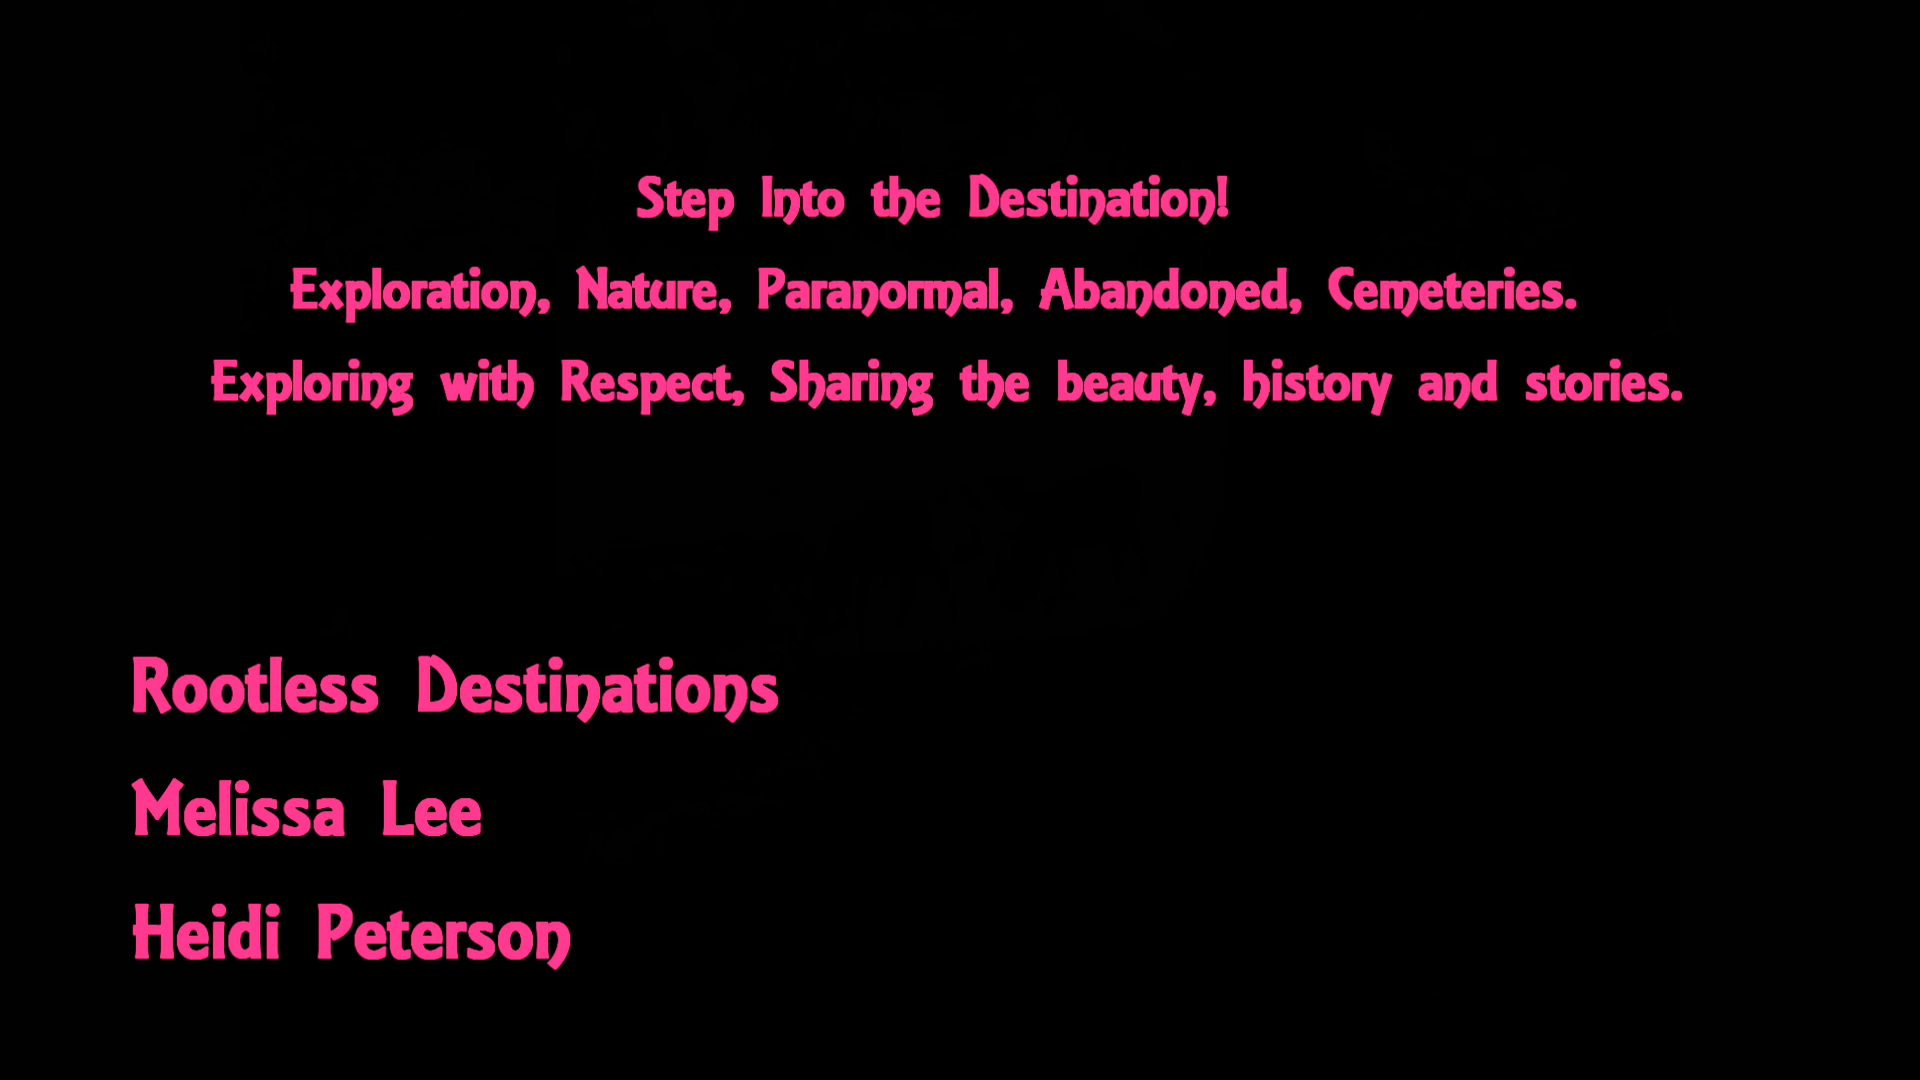 Step Into the Destination!
Exploration, Nature, Paranormal, Abandoned, Cemeteries.
Exploring with Respect, Sharing the beauty, history and stories.
Rootless Destinations
Melissa Lee
Heidi Peterson